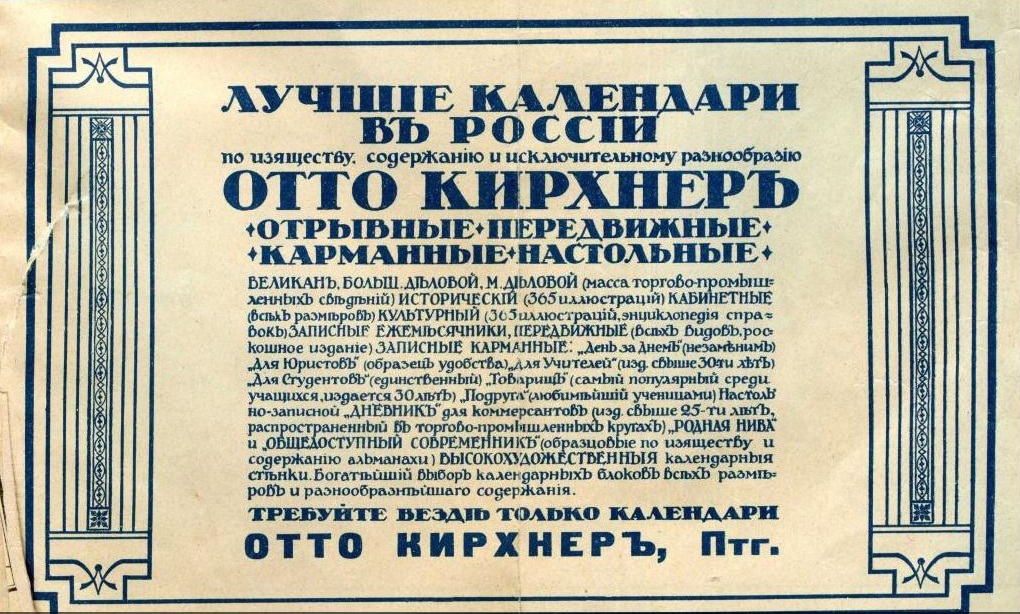 ЛУЧШІЕ КАЛЕНДАРИ
ВЪ РОССІИ
по изяществу, содержанію и исключительному разнообразію
ОТТО КИРХНЕРЪ
ОТРЫВНЫЕ ПЕРЕДВИЖНЫЕ
КАРМАННЫЕ НАСТОЛЬНЫЕ
ВЕЛИКАНЪ, БОЛЬШ. ДѢЛОВОЙ, М. ДѢЛОВОЙ (масса торгово-промыш-
ленныхъ свѣдѣній) ИСТОРИЧЕСКІЙ (365 иллюстрацій) КАБИНЕТНЫЕ
(всѣхъ размѣровъ) КУЛЬТУРНЫЙ (365 иллюстрацій, энциклопедія спра-
вокъ) ЗАПИСНЫЕ ЕЖЕМѢСЯЧНИКИ, ПЕРЕДВИЖНЫЕ (всѣхъ видовъ, рос-
кошное изданіе) ЗАПИСНЫЕ КАРМАННЫЕ: „День за Днемъ" (незамѣнимъ)
„Для Юристовъ" (образецъ удобства) „Для Учителей" (изд. свыше 30-ти лѣтъ)
„Для Студентовъ" (единственный) „Товарищъ" (самый популярный среди
учащихся, издается 30 лѣтъ) „Подруга" (любимѣйшій ученицами) Настоль
но-записной „ДНЕВНИКЪ" для коммерсантовъ (изд. свыше 25-ти лѣтъ,
распространенный въ торгово-промышленныхъ кругахъ) „РОДНАЯ НИВА"
и „ОБЩЕДОСТУПНЫЙ СОВРЕМЕННИКЪ" (образцовые по изяществу и
содержанію альманахи) ВЫСОКОХУДОЖЕСТВЕННЫЯ календарныя
стѣнки. Богатѣйшій выборъ календарныхъ блоковъ всѣхъ размѣ-
ровъ и разнообразнѣйшаго содержанія.
ТРЕБУЙТЕ ВЕЗДѢ ТОЛЬКО КАЛЕНДАРИ
ОТТО КИРХНЕРЪ, Птг.